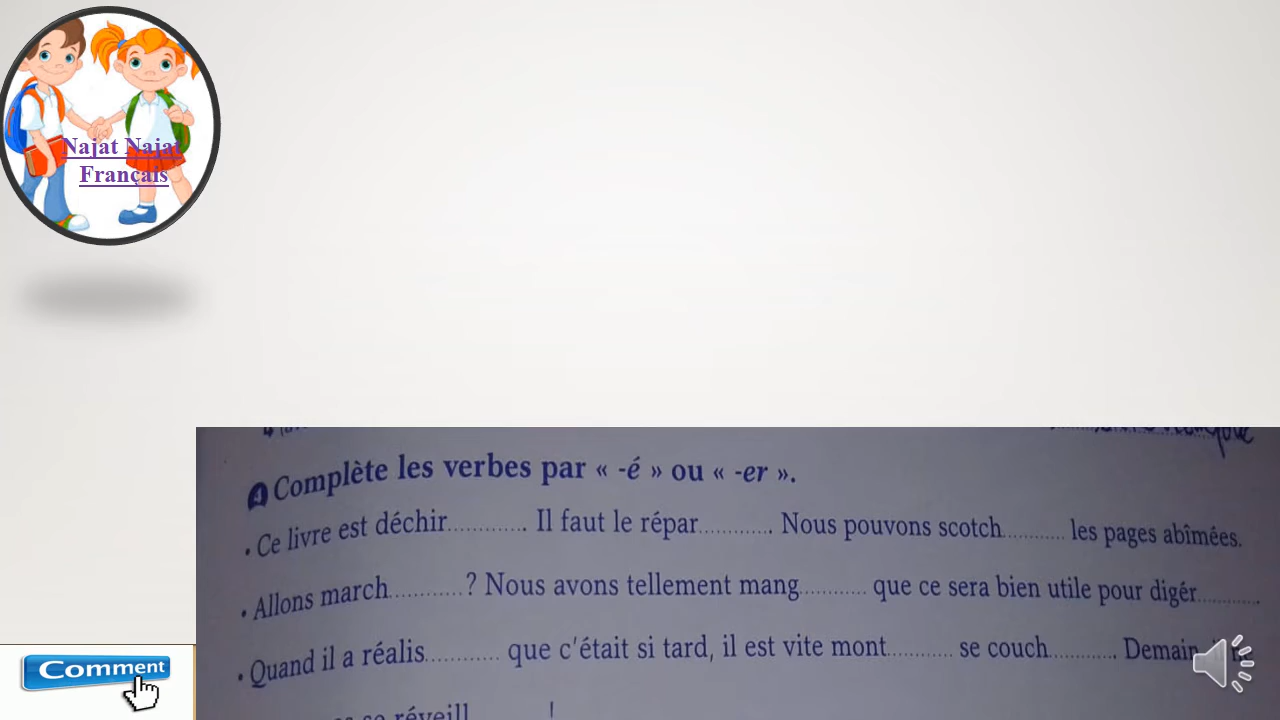 Najat Najat
Français
4 Complète les verbes par « -é » ou « -er ».
• Ce livre est déchir............. Il faut le répar............. Nous pouvons scotch........... les pages abîmées.
• Allons march............? Nous avons tellement mang........... que ce sera bien utile pour digér...........
• Quand il a réalis............ que c'était si tard, il est vite mont........... se couch............ Demain
se réveill !
Comment